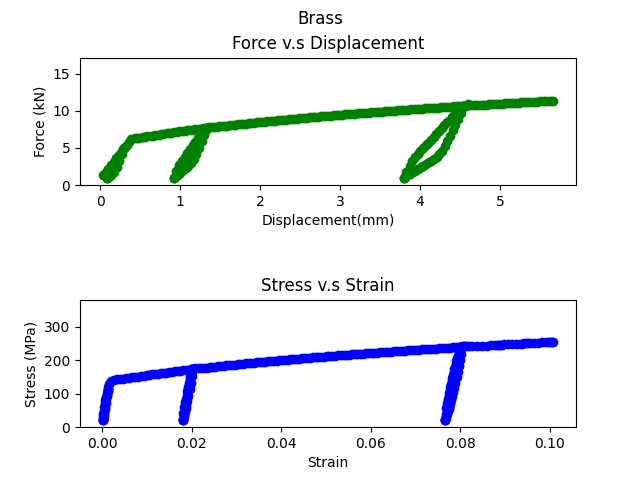 Brass
Force v.s Displacement
15
10
5
0
Force (kN)
0 1 2 3 4 5
Displacement(mm)
Stress v.s Strain
300
200
100
0
Stress (MPa)
0.00 0.02 0.04 0.06 0.08 0.10
Strain